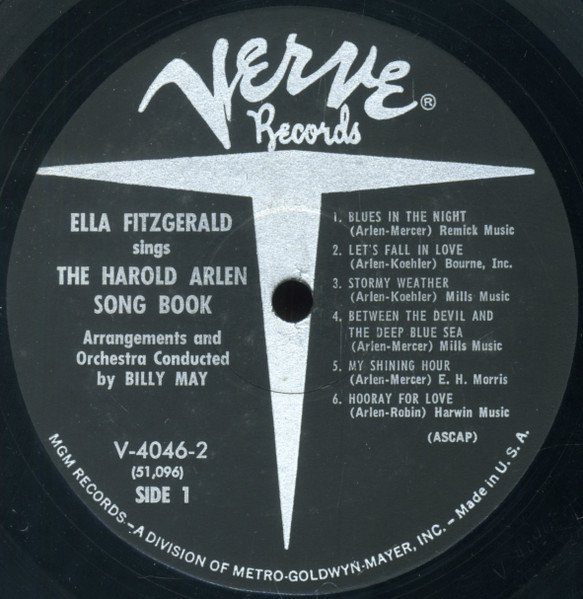 Verve®
Records
ELLA FITZGERALD
sings
THE HAROLD ARLEN
SONG BOOK
Arrangements and
Orchestra Conducted
by BILLY MAY
V-4046-2
(51,096)
SIDE 1
1. BLUES IN THE NIGHT
(Arlen-Mercer) Remick Music
2. LET'S FALL IN LOVE
(Arlen-Koehler) Bourne, Inc.
3. STORMY WEATHER
(Arlen-Koehler) Mills Music
4. BETWEEN THE DEVIL AND
THE DEEP BLUE SEA
(Arlen-Mercer) Mills Music
5. MY SHINING HOUR
(Arlen-Mercer) E. H. Morris
6. HOORAY FOR LOVE
(Arlen-Robin) Harwin Music
(ASCAP)
MGM RECORDS—A DIVISION OF METRO-GOLDWYN-MAYER, INC. – Made in U. S. A.